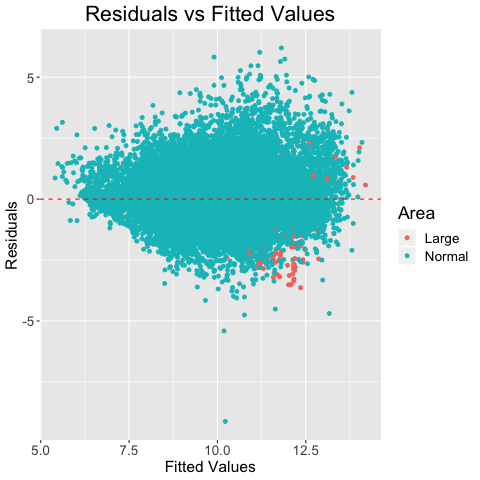 Residuals vs Fitted Values
5
0
-5
Residuals
5.0 7.5 10.0 12.5
Fitted Values
Area
Large
Normal